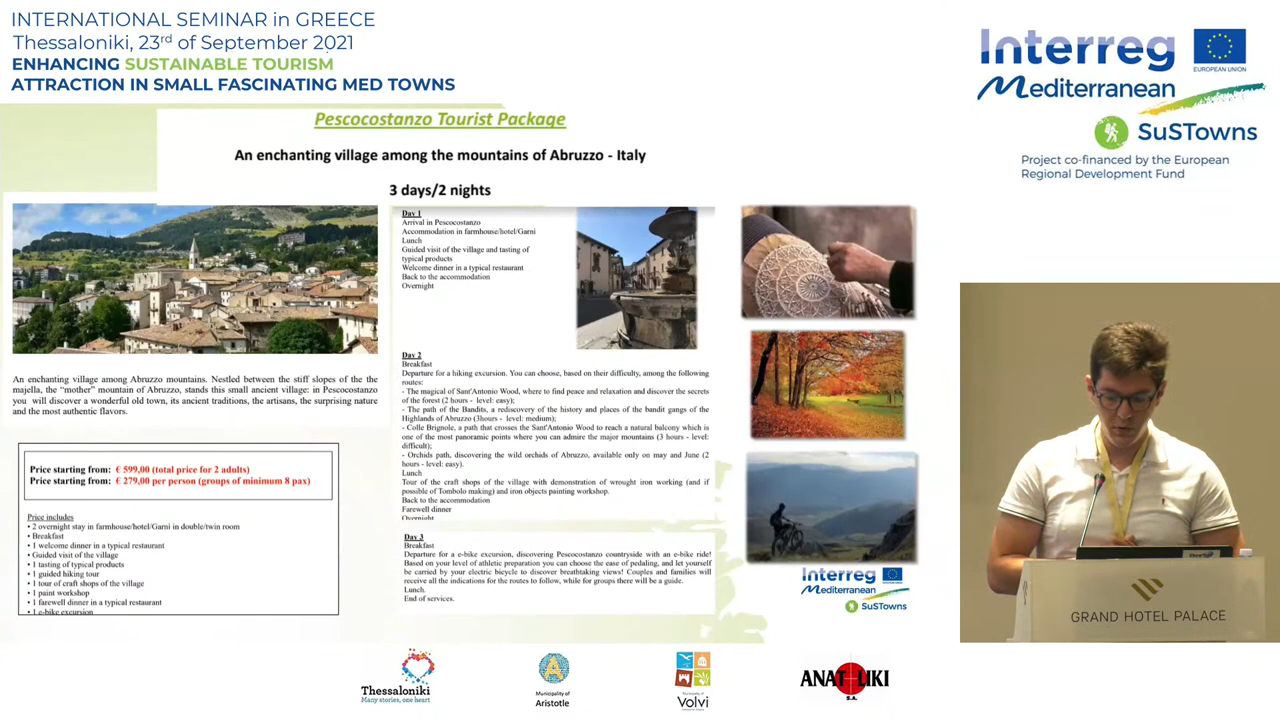 INTERNATIONAL SEMINAR in GREECE
Thessaloniki, 23rd of September 2021
ENHANCING SUSTAINABLE TOURISM
ATTRACTION IN SMALL FASCINATING MED TOWNS
Interreg
EUROPEAN UNION
Mediterranean
SuSTowns
Project co-financed by the European
Regional Development Fund
Pescocostanzo Tourist Package
An enchanting village among the mountains of Abruzzo - Italy
3 days/2 nights
An enchanting village among Abruzzo mountains. Nestled between the stiff slopes of the the
majella, the “mother” mountain of Abruzzo, stands this small ancient village: in Pescocostanzo
you will discover a wonderful old town, its ancient traditions, the artisans, the surprising nature
and the most authentic flavors.
Price starting from: € 599,00 (total price for 2 adults)
Price starting from: € 279,00 per person (groups of minimum 8 pax)
Price includes
• 2 overnight stay in farmhouse/hotel/Garni in double/twin room
• Breakfast
• 1 welcome dinner in a typical restaurant
• Guided visit of the village
• 1 tasting of typical products
• 1 guided hiking tour
• 1 tour of craft shops of the village
• 1 paint workshop
• 1 farewell dinner in a typical restaurant
• 1 e-bike excursion
Day 1
Arrival in Pescocostanzo
Accommodation in farmhouse/hotel/Garni
Lunch
Guided visit of the village and tasting of
typical products
Welcome dinner in a typical restaurant
Back to the accommodation
Overnight
Day 2
Breakfast
Departure for a hiking excursion. You can choose, based on their difficulty, among the following
routes:
- The magical of Sant'Antonio Wood, where to find peace and relaxation and discover the secrets
of the forest (2 hours - level: easy);
- The path of the Bandits, a rediscovery of the history and places of the bandit gangs of the
Highlands of Abruzzo (3hours - level: medium);
- Colle Brignole, a path that crosses the Sant'Antonio Wood to reach a natural balcony which is
one of the most panoramic points where you can admire the major mountains (3 hours - level:
difficult);
- Orchids path, discovering the wild orchids of Abruzzo, available only on may and June (2
hours - level: easy).
Lunch
Tour of the craft shops of the village with demonstration of wrought iron working (and if
possible of Tombolo making) and iron objects painting workshop.
Back to the accommodation
Farewell dinner
Overnight
Day 3
Breakfast
Departure for a e-bike excursion, discovering Pescocostanzo countryside with an e-bike ride!
Based on your level of athletic preparation you can choose the ease of pedaling, and let yourself
be carried by your electric bicycle to discover breathtaking views! Couples and families will
receive all the indications for the routes to follow, while for groups there will be a guide.
Lunch.
End of services.
Interreg
Mediterranean
SuSTowns
Interreg
GRAND HOTEL PALACE
Thessaloniki
Many stories, one heart
Municipality of
Aristotle
Volvi
ANATOLIKI
S.A.